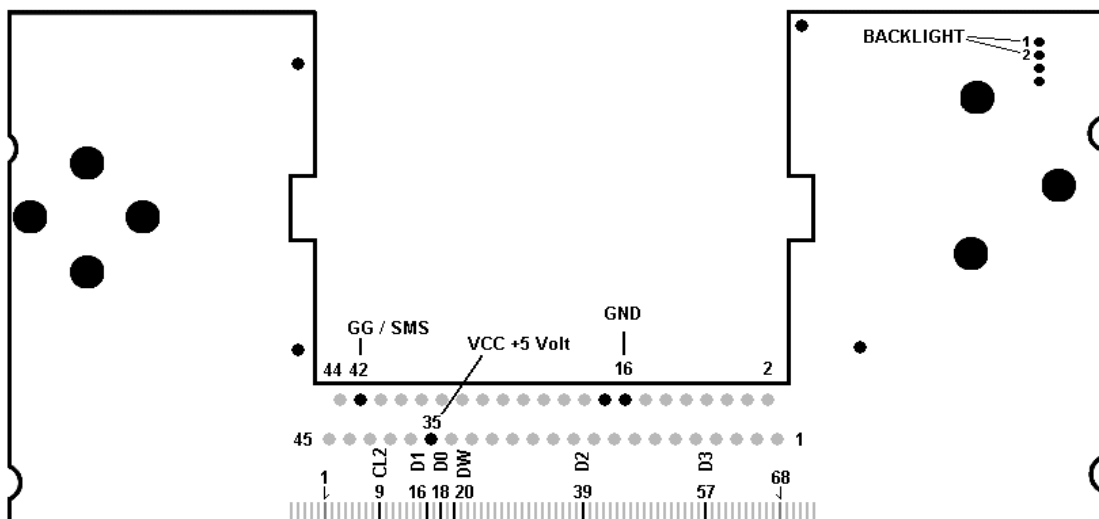 BACKLIGHT
1
2
GG / SMS
VCC +5 Volt
GND
44 42 16 2
35
45 1
CL2 D1 D0 DW D2 D3
1 9 16 18 20 39 57 68